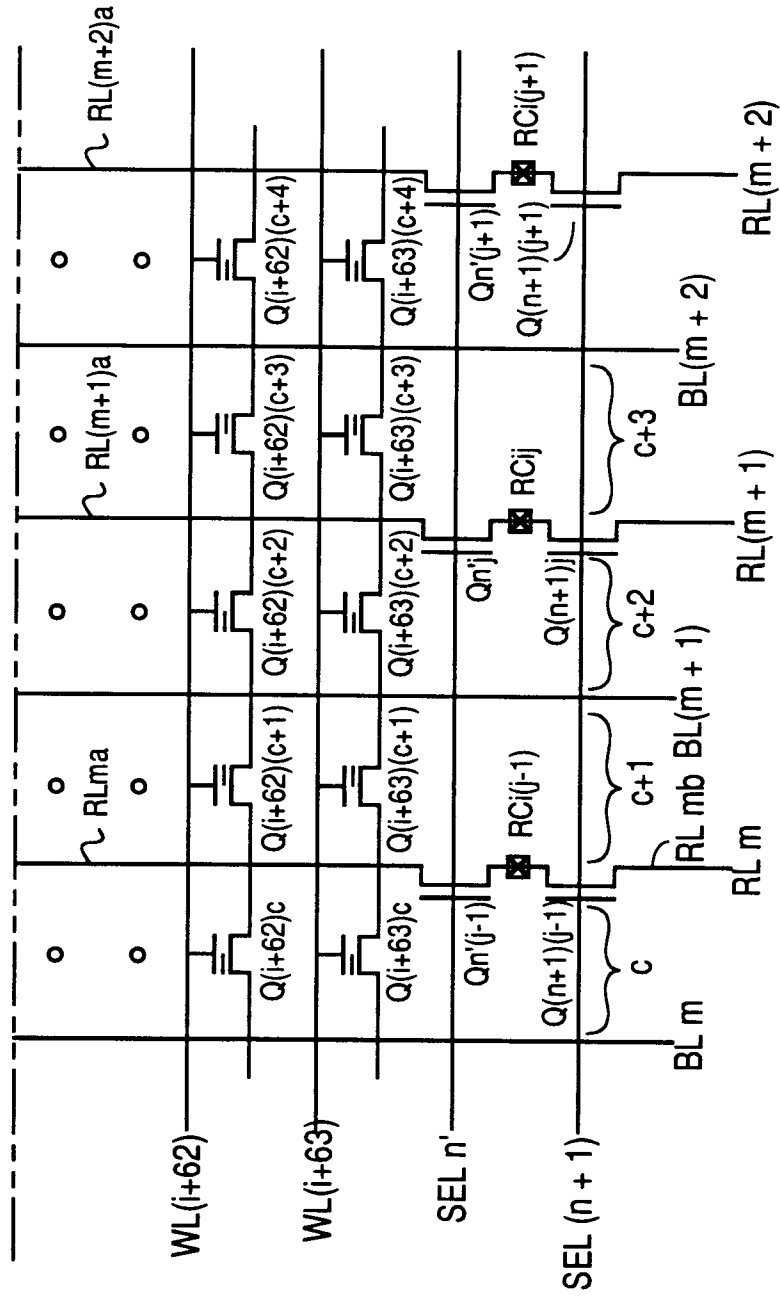 RLma
RL(m+1)a
RL(m+2)a
WL(i+62)
Q(i+62)c
Q(i+62)(c+1)
Q(i+62)(c+2)
Q(i+62)(c+3)
Q(i+62)(c+4)
WL(i+63)
Q(i+63)c
Q(i+63)(c+1)
Q(i+63)(c+2)
Q(i+63)(c+3)
Q(i+63)(c+4)
SEL n'
Qn'(j-1)
Qn'j
Qn'(j+1)
RCi(j-1)
RCij
RCi(j+1)
SEL (n + 1)
Q(n+1)(j-1)
Q(n+1)j
Q(n+1)(j+1)
c
c+1
c+2
c+3
RL mb
BL m
RL m
BL(m + 1)
RL(m + 1)
BL(m + 2)
RL(m + 2)